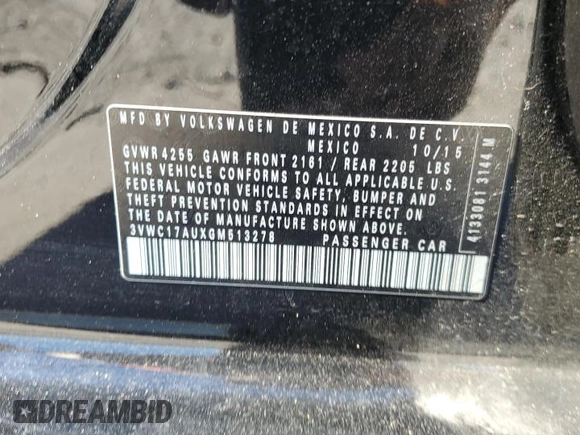 MFD BY VOLKSWAGEN DE MEXICO S.A. DE C.V.
MEXICO 10/15
GVWR 4255 GAWR FRONT 2161 / REAR 2205 LBS
THIS VEHICLE CONFORMS TO ALL APPLICABLE U.S.
FEDERAL MOTOR VEHICLE SAFETY, BUMPER AND
THEFT PREVENTION STANDARDS IN EFFECT ON
THE DATE OF MANUFACTURE SHOWN ABOVE.
3VWC17AUXGM513278 PASSENGER CAR
4133081 3144 M
DREAMBID